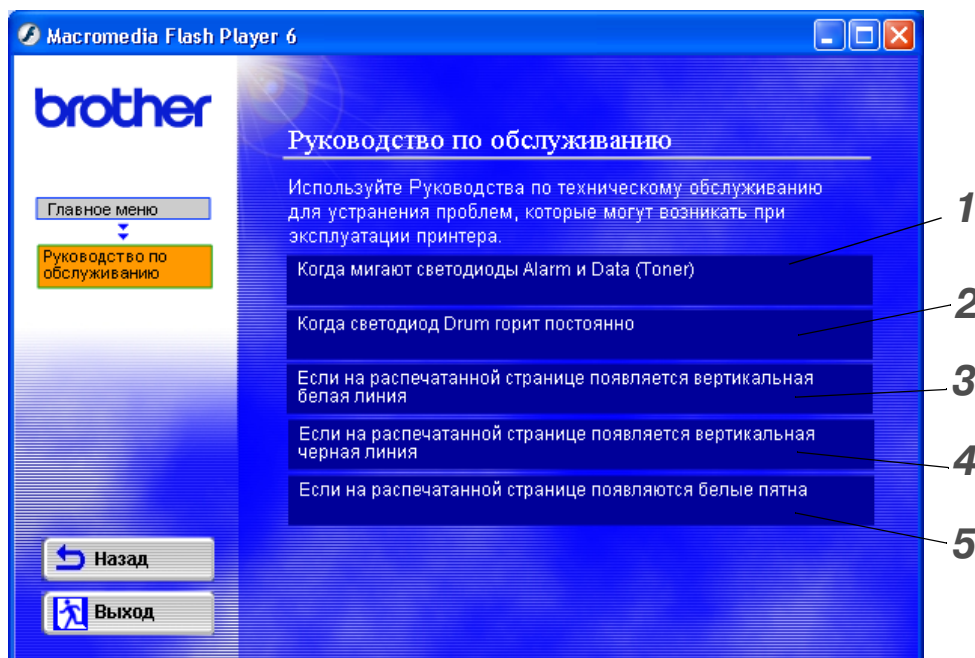 Macromedia Flash Player 6
brother
Главное меню
Руководство по
обслуживанию
Руководство по обслуживанию
Используйте Руководства по техническому обслуживанию
для устранения проблем, которые могут возникать при
эксплуатации принтера.
Когда мигают светодиоды Alarm и Data (Toner)
1
Когда светодиод Drum горит постоянно
2
Если на распечатанной странице появляется вертикальная
белая линия
3
Если на распечатанной странице появляется вертикальная
черная линия
4
Если на распечатанной странице появляются белые пятна
5
Назад
Выход